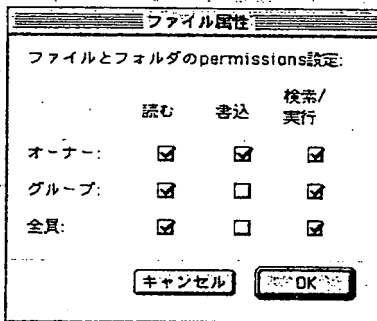 ファイル属性
ファイルとフォルダのpermissions設定:
読む 書込 検索/
実行
オーナー:
グループ:
全員:
キャンセル OK